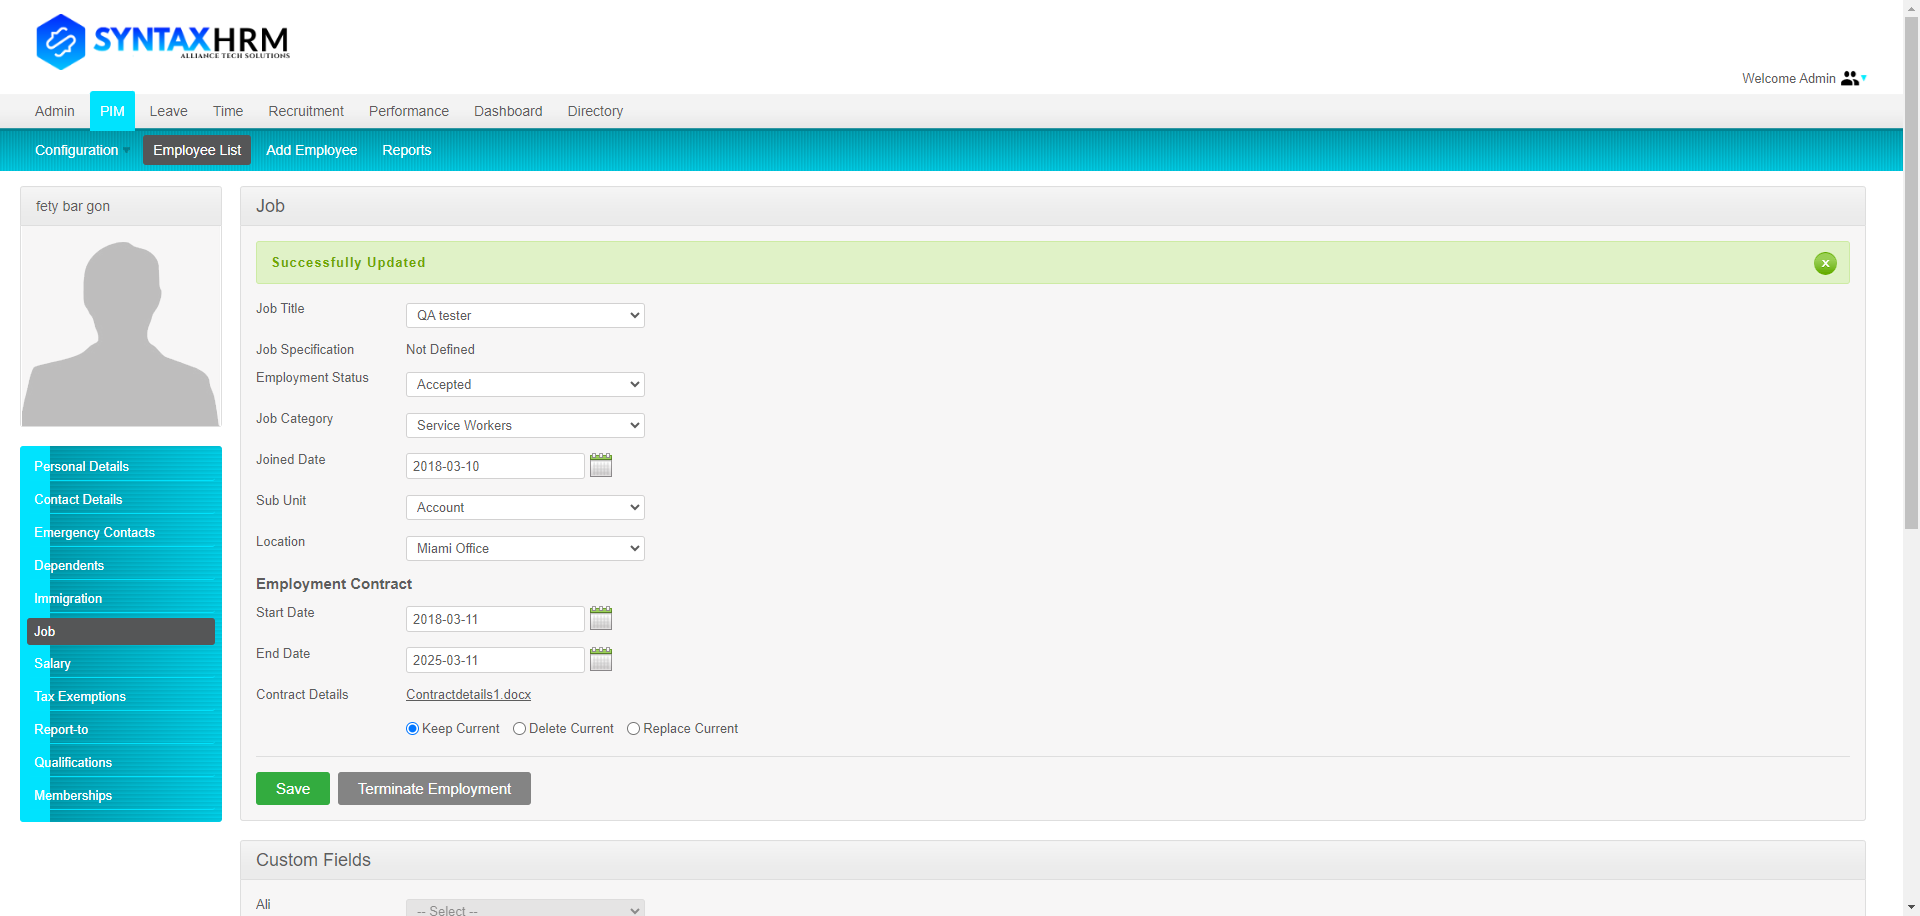 SYNTAXHRM
ALLIANCE TECH SOLUTIONS
Welcome Admin
Admin PIM Leave Time Recruitment Performance Dashboard Directory
Configuration Employee List Add Employee Reports
fety bar gon
Personal Details
Contact Details
Emergency Contacts
Dependents
Immigration
Job
Salary
Tax Exemptions
Report-to
Qualifications
Memberships
Job
Successfully Updated
x
Job Title QA tester
Job Specification Not Defined
Employment Status Accepted
Job Category Service Workers
Joined Date 2018-03-10
Sub Unit Account
Location Miami Office
Employment Contract
Start Date 2018-03-11
End Date 2025-03-11
Contract Details Contractdetails1.docx
Keep Current Delete Current Replace Current
Save Terminate Employment
Custom Fields
Ali -- Select --